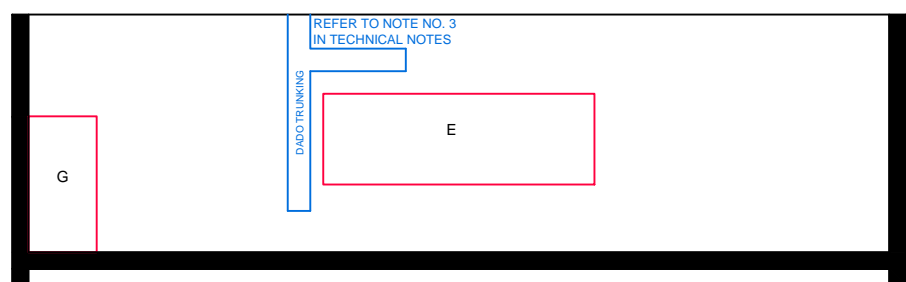 REFER TO NOTE NO. 3
IN TECHNICAL NOTES
DADO TRUNKING
E
G